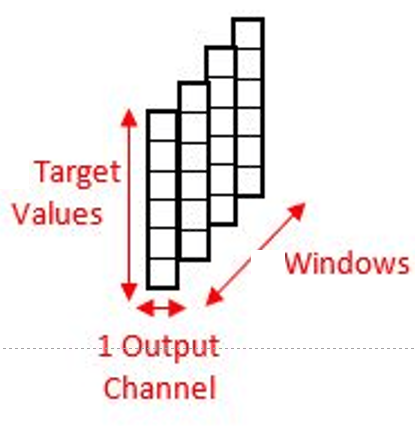 Target
Values
Windows
1 Output
Channel